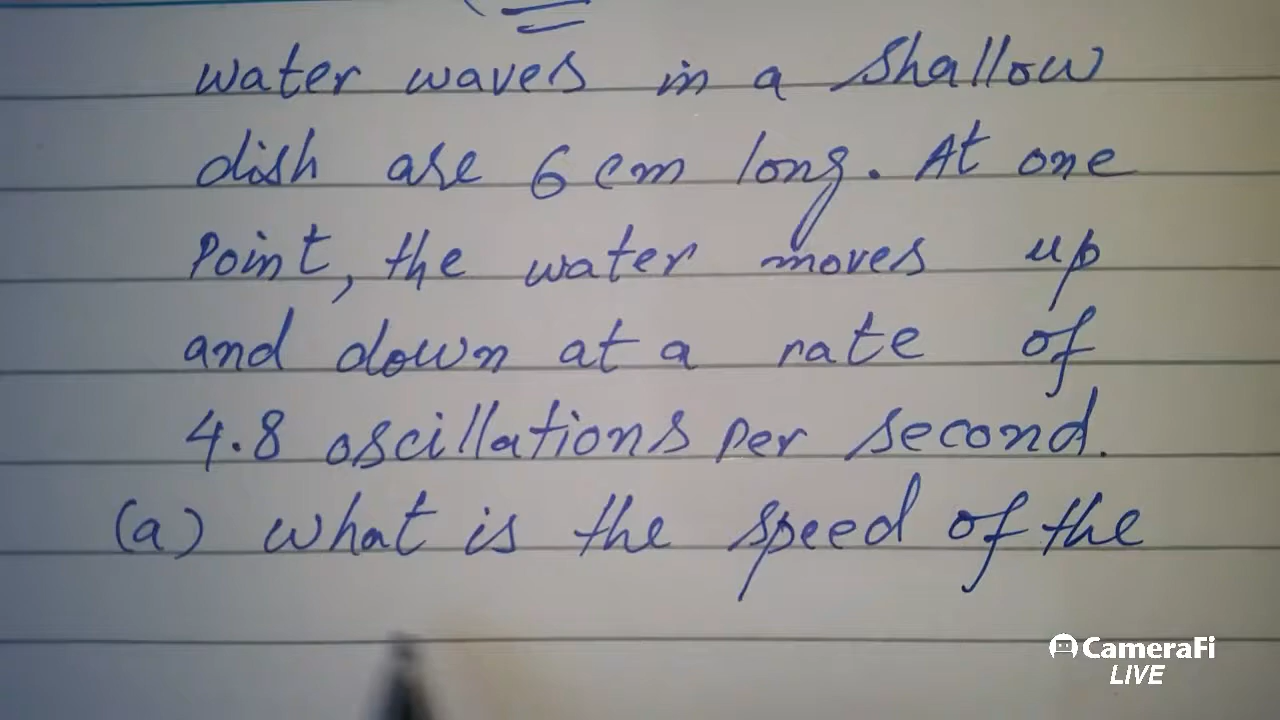 water waves in a shallow
dish are 6 cm long. At one
Point, the water moves up
and down at a rate of
4.8 oscillations per second.
(a) what is the speed of the
CameraFi
LIVE